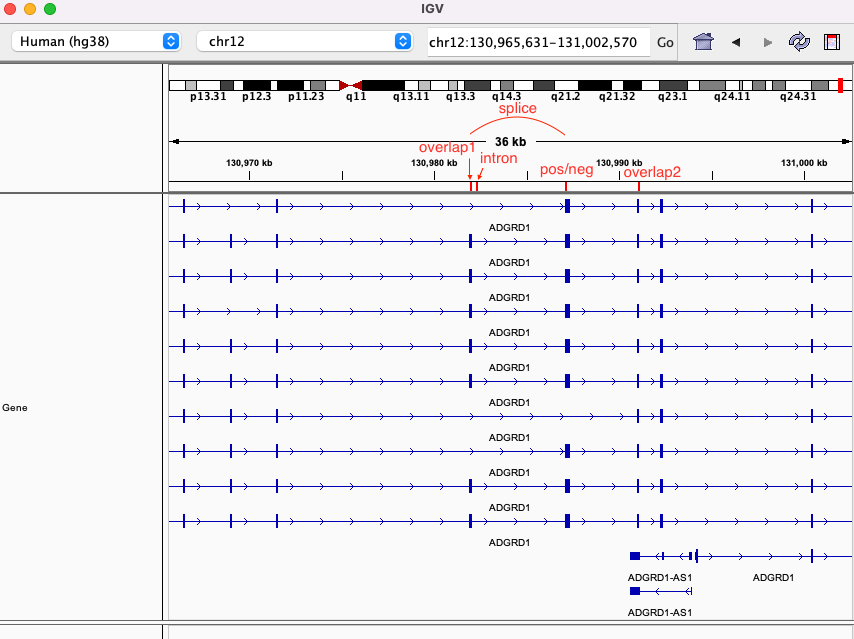 IGV
Human (hg38) chr12 chr12:130,965,631-131,002,570 Go
p13.31 p12.3 p11.23 q11 q13.11 q13.3 q14.3 q21.2 q21.32 q23.1 q24.11 q24.31
splice
36 kb
overlap1
intron
130,970 kb 130,980 kb 130,990 kb 131,000 kb
pos/neg overlap2
ADGRD1
ADGRD1
ADGRD1
ADGRD1
ADGRD1
Gene
ADGRD1
ADGRD1
ADGRD1
ADGRD1
ADGRD1
ADGRD1-AS1 ADGRD1
ADGRD1-AS1